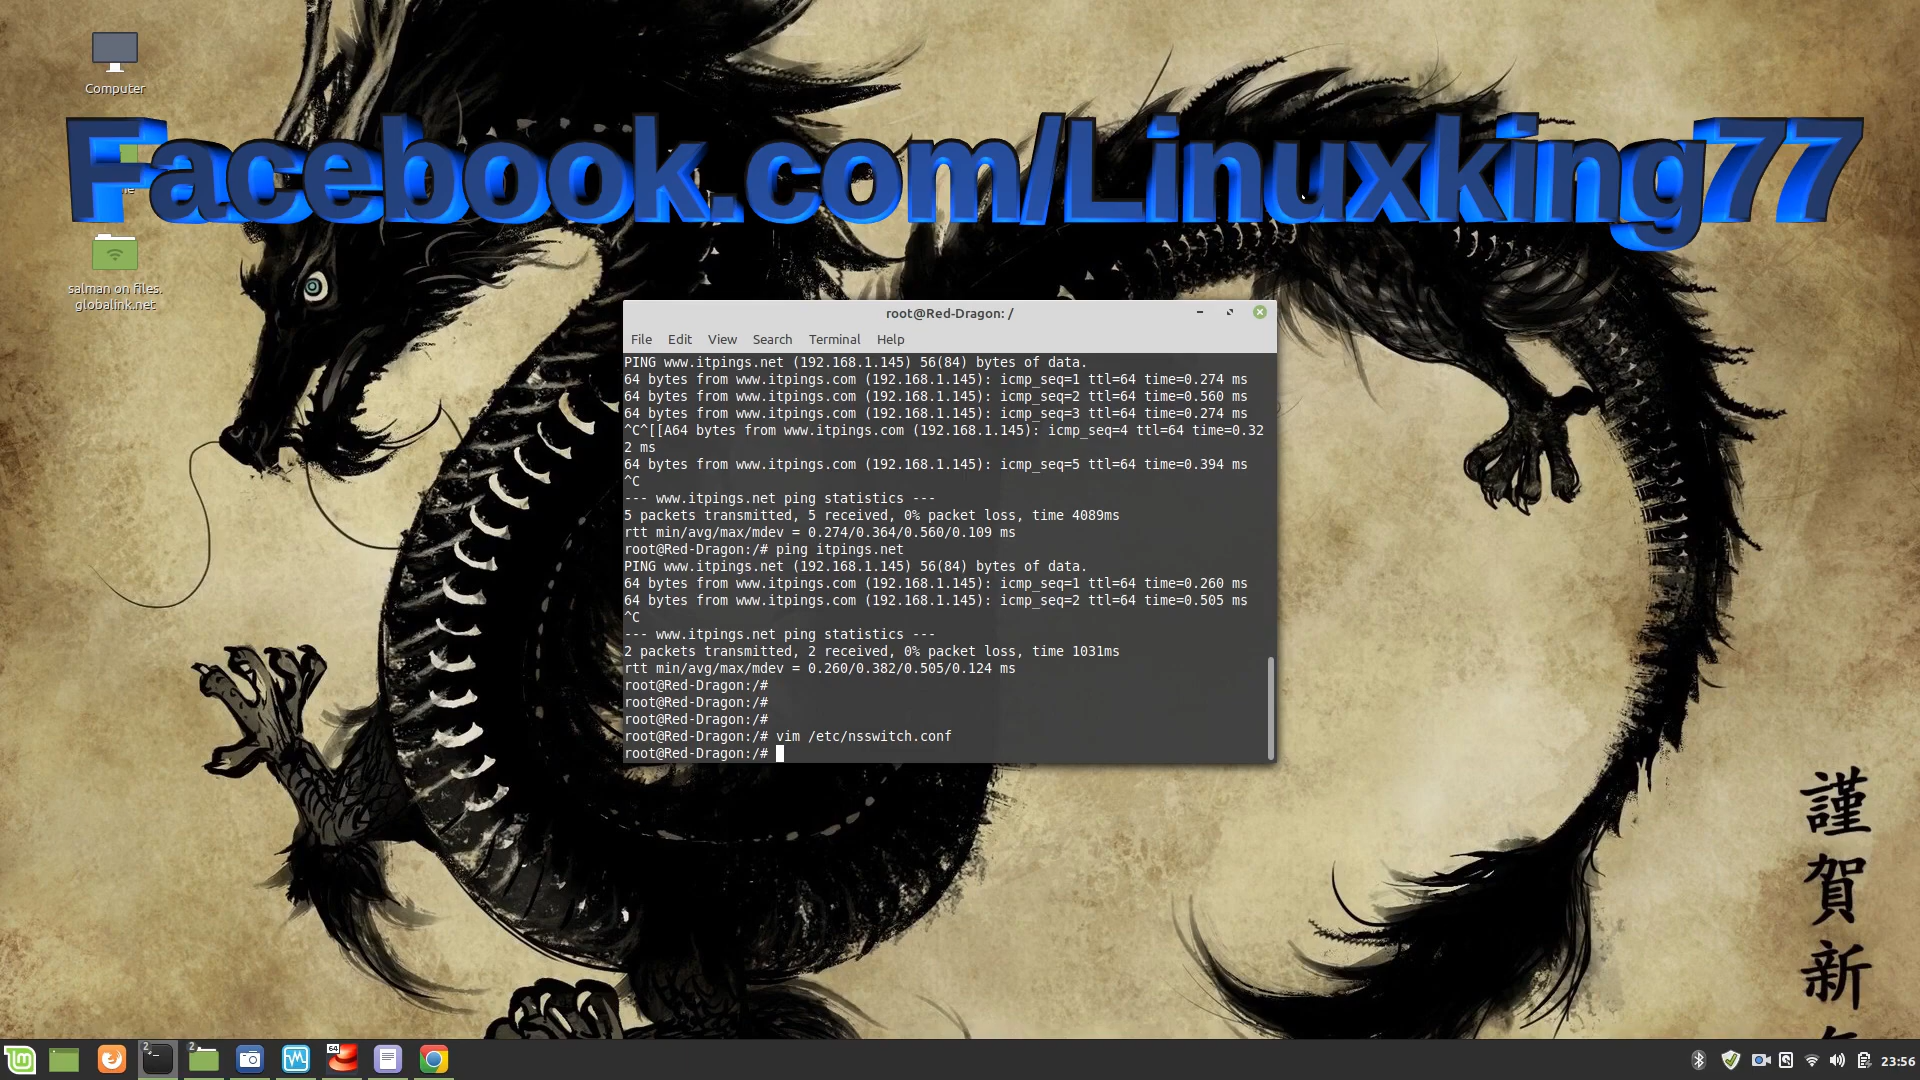 Computer
Facebook.com/Linuxking77
salman on files.
globalink.net
root@Red-Dragon: /
File Edit View Search Terminal Help
PING www.itpings.net (192.168.1.145) 56(84) bytes of data.
64 bytes from www.itpings.com (192.168.1.145): icmp_seq=1 ttl=64 time=0.274 ms
64 bytes from www.itpings.com (192.168.1.145): icmp_seq=2 ttl=64 time=0.560 ms
64 bytes from www.itpings.com (192.168.1.145): icmp_seq=3 ttl=64 time=0.274 ms
^C^[[A64 bytes from www.itpings.com (192.168.1.145): icmp_seq=4 ttl=64 time=0.32
2 ms
64 bytes from www.itpings.com (192.168.1.145): icmp_seq=5 ttl=64 time=0.394 ms
^C
--- www.itpings.net ping statistics ---
5 packets transmitted, 5 received, 0% packet loss, time 4089ms
rtt min/avg/max/mdev = 0.274/0.364/0.560/0.109 ms
root@Red-Dragon:/# ping itpings.net
PING www.itpings.net (192.168.1.145) 56(84) bytes of data.
64 bytes from www.itpings.com (192.168.1.145): icmp_seq=1 ttl=64 time=0.260 ms
64 bytes from www.itpings.com (192.168.1.145): icmp_seq=2 ttl=64 time=0.505 ms
^C
--- www.itpings.net ping statistics ---
2 packets transmitted, 2 received, 0% packet loss, time 1031ms
rtt min/avg/max/mdev = 0.260/0.382/0.505/0.124 ms
root@Red-Dragon:/#
root@Red-Dragon:/#
root@Red-Dragon:/#
root@Red-Dragon:/# vim /etc/nsswitch.conf
root@Red-Dragon:/#
謹賀新
2
2
64
23:56